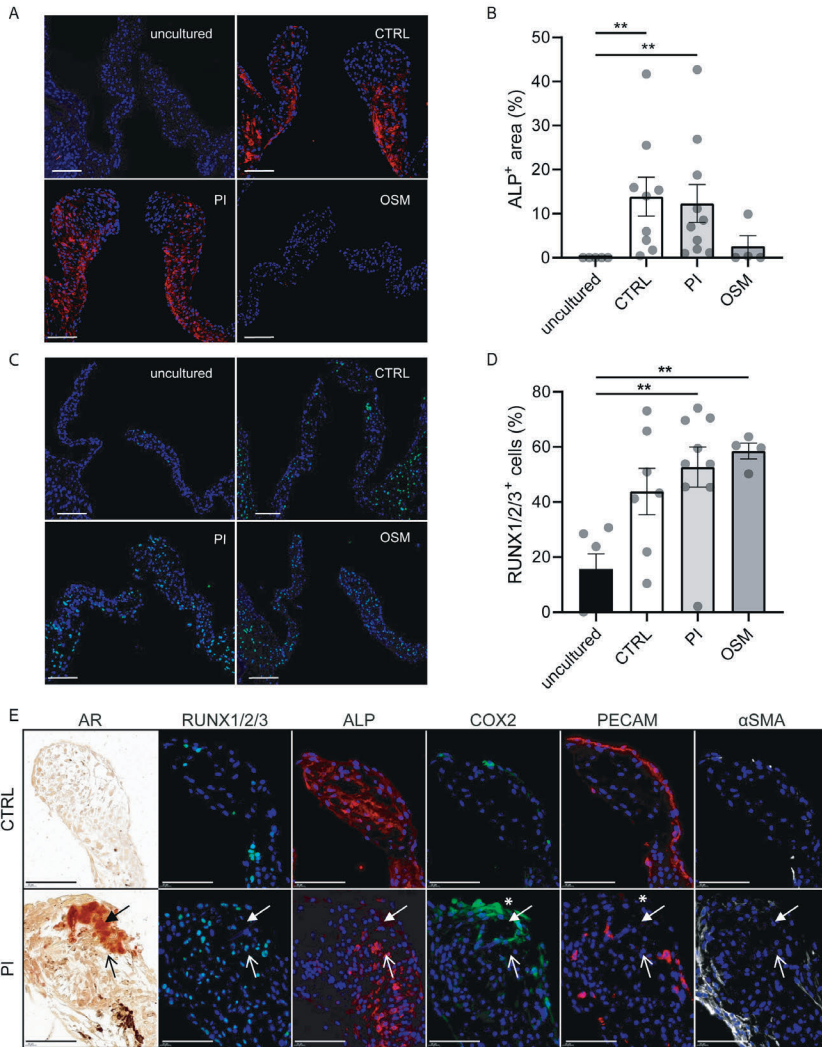 A
uncultured
CTRL
PI
OSM
B
ALP⁺ area (%)
50
40
30
20
10
0
**
**
uncultured
CTRL
PI
OSM
C
uncultured
CTRL
PI
OSM
D
RUNX1/2/3⁺ cells (%)
80
60
40
20
0
**
**
uncultured
CTRL
PI
OSM
E
AR
RUNX1/2/3
ALP
COX2
PECAM
αSMA
CTRL
PI
*
*